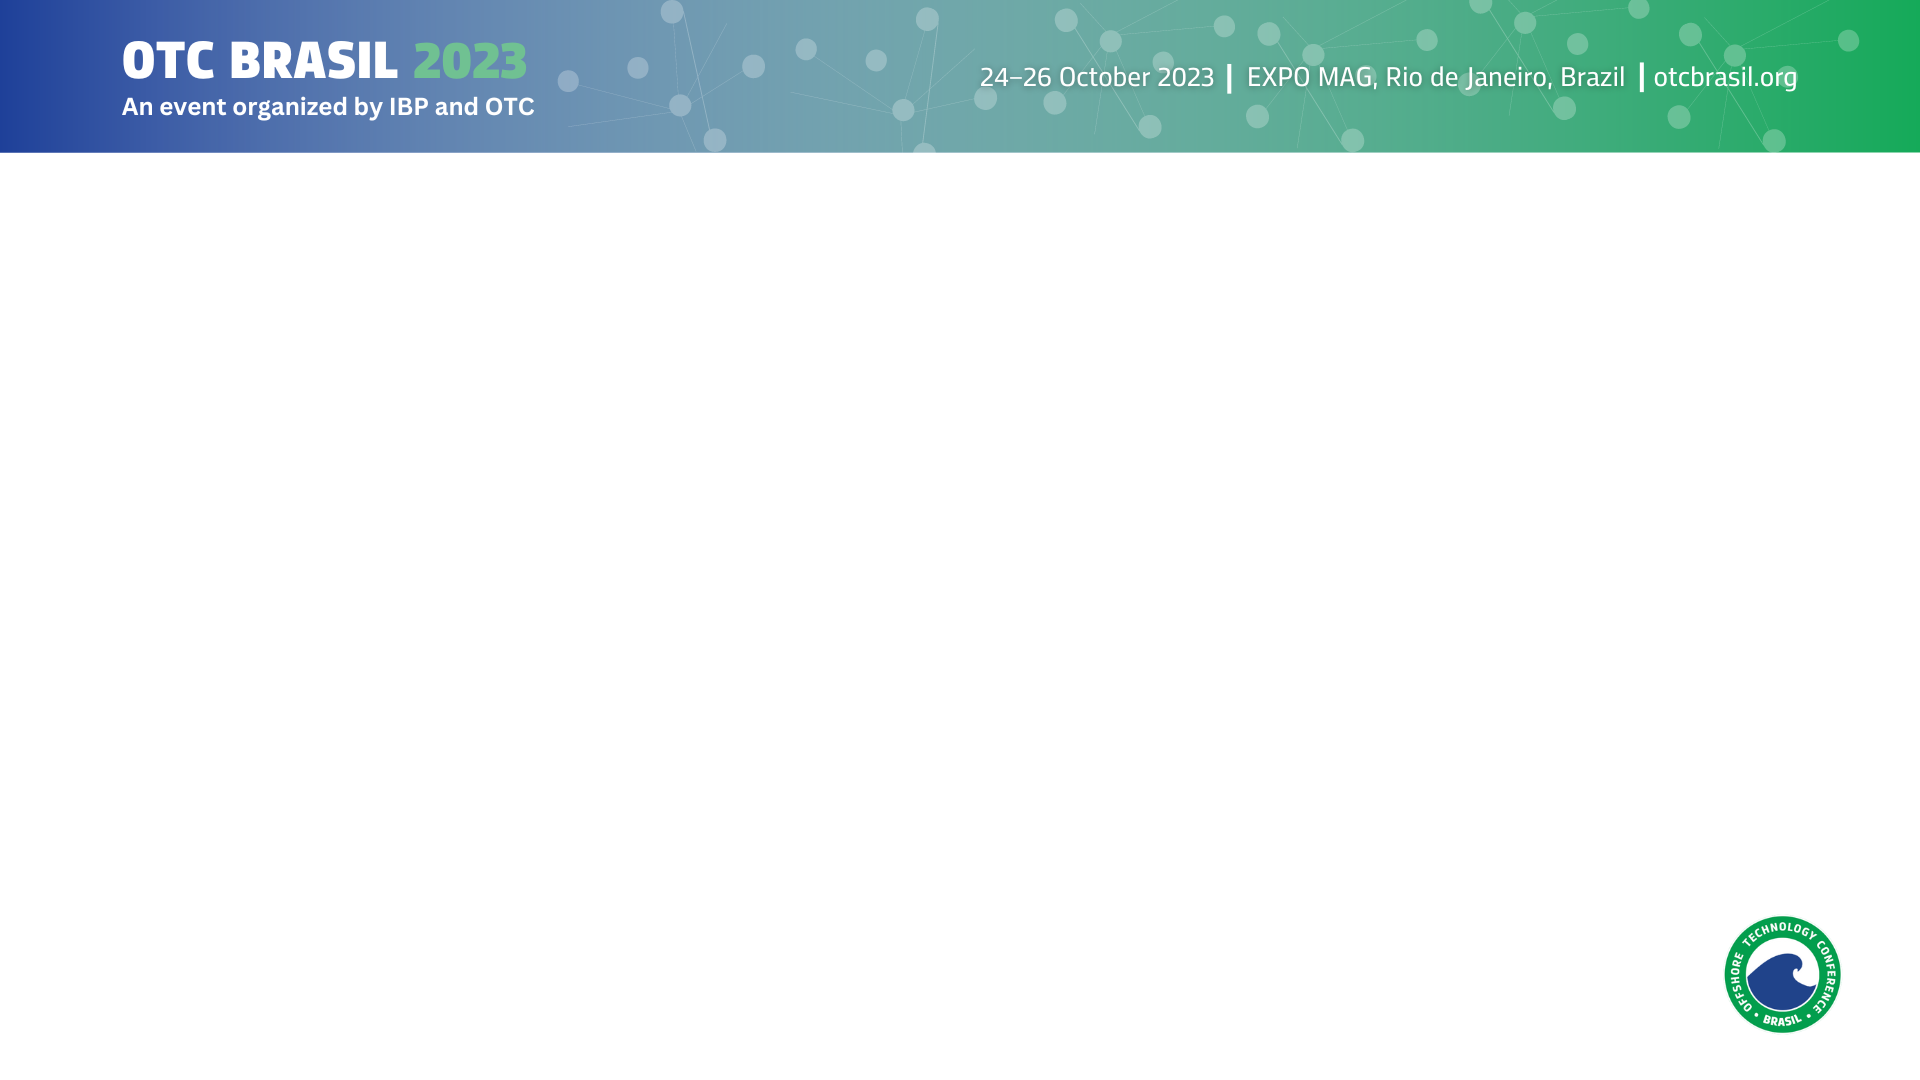 OTC BRASIL 2023
An event organized by IBP and OTC
24–26 October 2023 | EXPO MAG, Rio de Janeiro, Brazil | otcbrasil.org
OFFSHORE TECHNOLOGY CONFERENCE
• BRASIL •